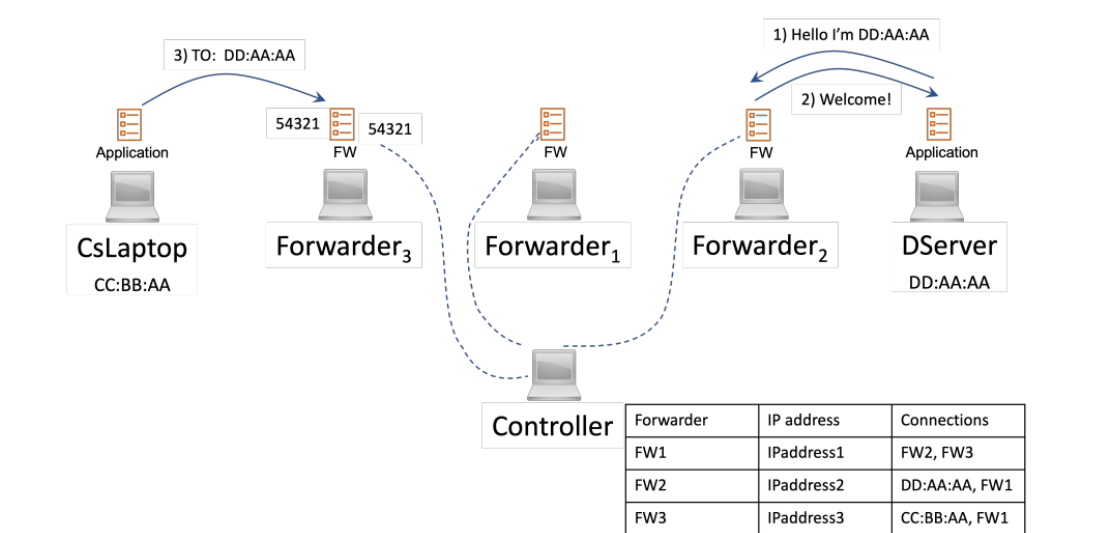 1) Hello I’m DD:AA:AA
3) TO: DD:AA:AA
2) Welcome!
54321
54321
Application
FW
FW
FW
Application
CsLaptop
Forwarder3
Forwarder1
Forwarder2
DServer
CC:BB:AA
DD:AA:AA
Controller
Forwarder IP address Connections
FW1 IPaddress1 FW2, FW3
FW2 IPaddress2 DD:AA:AA, FW1
FW3 IPaddress3 CC:BB:AA, FW1